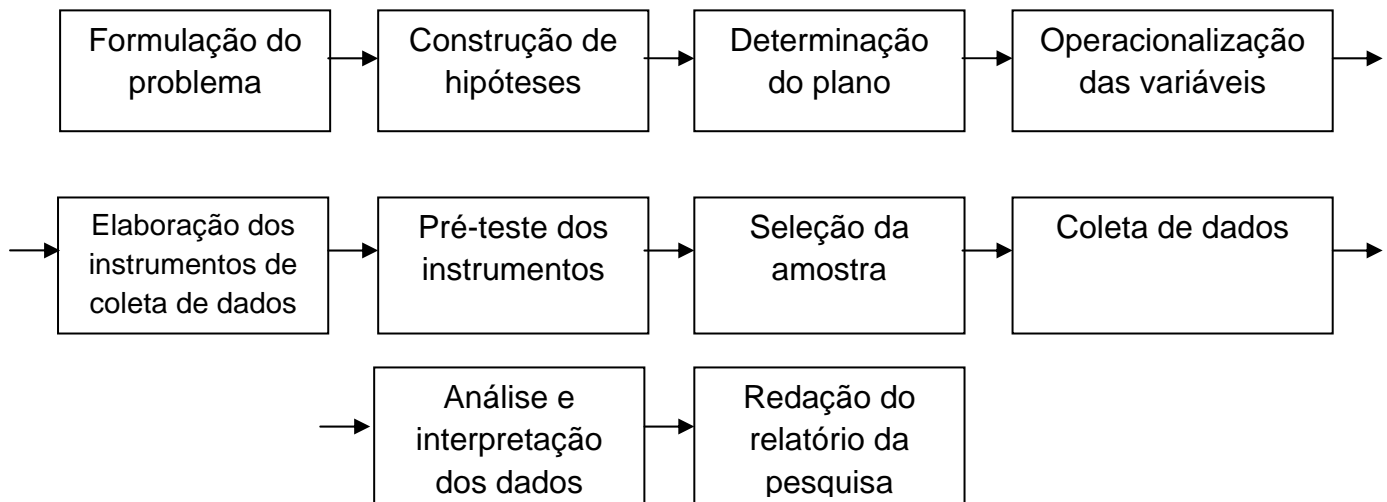 Formulação do
problema
Construção de
hipóteses
Determinação
do plano
Operacionalização
das variáveis
Elaboração dos
instrumentos de
coleta de dados
Pré-teste dos
instrumentos
Seleção da
amostra
Coleta de dados
Análise e
interpretação
dos dados
Redação do
relatório da
pesquisa